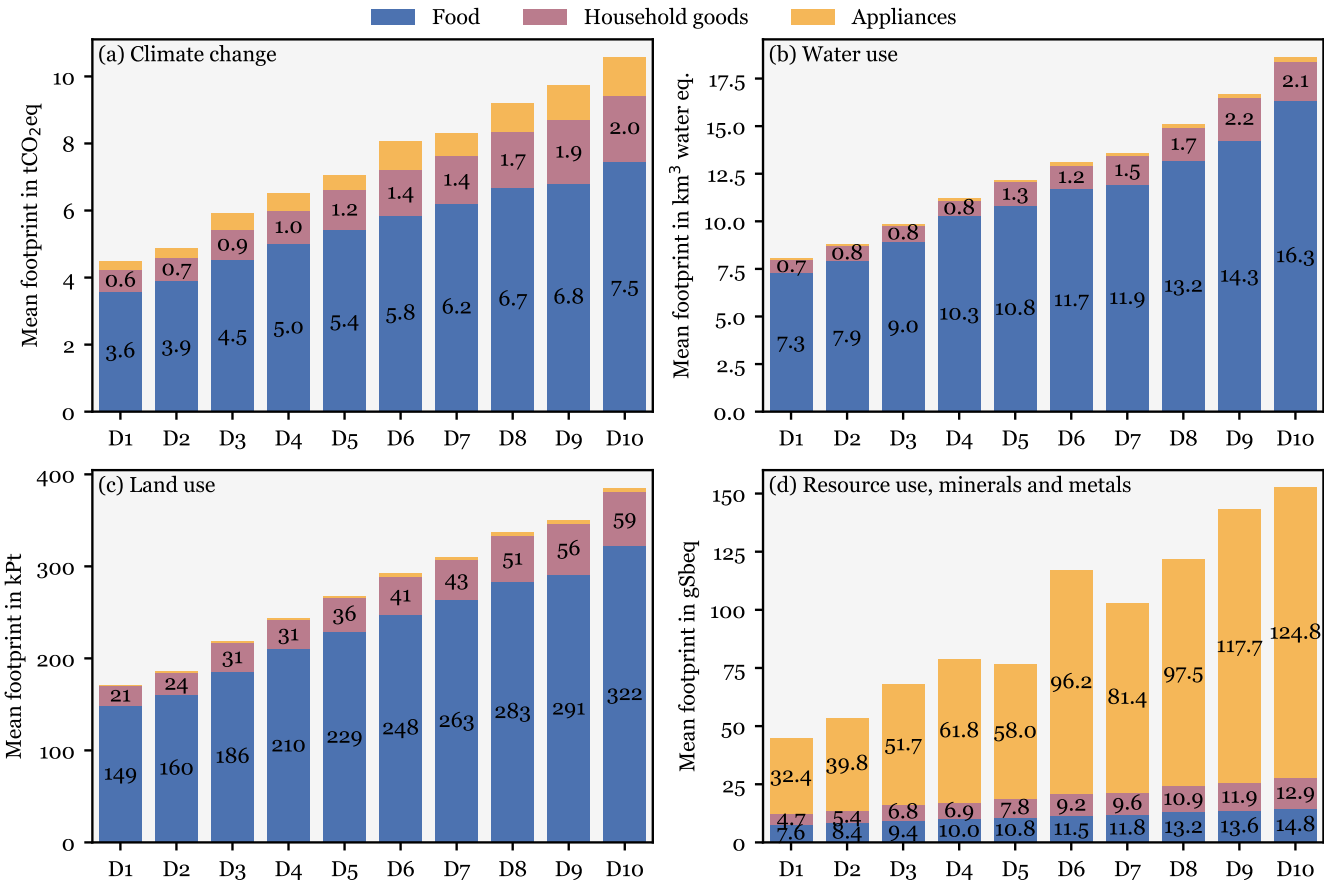 Food Household goods Appliances
(a) Climate change
Mean footprint in tCO₂eq
10
8
6
4
2
0
0.6 0.7 0.9 1.0 1.2 1.4 1.4 1.7 1.9 2.0
3.6 3.9 4.5 5.0 5.4 5.8 6.2 6.7 6.8 7.5
D1 D2 D3 D4 D5 D6 D7 D8 D9 D10
(b) Water use
Mean footprint in km³ water eq.
17.5
15.0
12.5
10.0
7.5
5.0
2.5
0.0
0.7 0.8 0.8 0.8 1.3 1.2 1.5 1.7 2.2 2.1
7.3 7.9 9.0 10.3 10.8 11.7 11.9 13.2 14.3 16.3
D1 D2 D3 D4 D5 D6 D7 D8 D9 D10
(c) Land use
Mean footprint in kPt
400
300
200
100
0
21 24 31 31 36 41 43 51 56 59
149 160 186 210 229 248 263 283 291 322
D1 D2 D3 D4 D5 D6 D7 D8 D9 D10
(d) Resource use, minerals and metals
Mean footprint in gSbeq
150
125
100
75
50
25
0
32.4 39.8 51.7 61.8 58.0 96.2 81.4 97.5 117.7 124.8
4.7 5.4 6.8 6.9 7.8 9.2 9.6 10.9 11.9 12.9
7.6 8.4 9.4 10.0 10.8 11.5 11.8 13.2 13.6 14.8
D1 D2 D3 D4 D5 D6 D7 D8 D9 D10